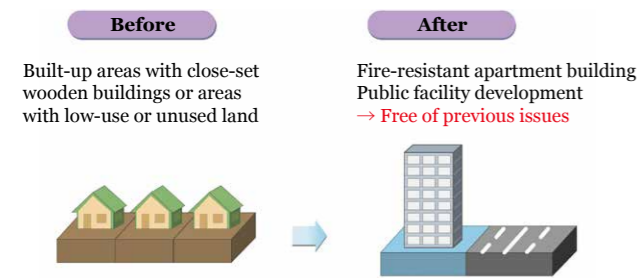 Before
Built-up areas with close-set
wooden buildings or areas
with low-use or unused land
After
Fire-resistant apartment building
Public facility development
→ Free of previous issues